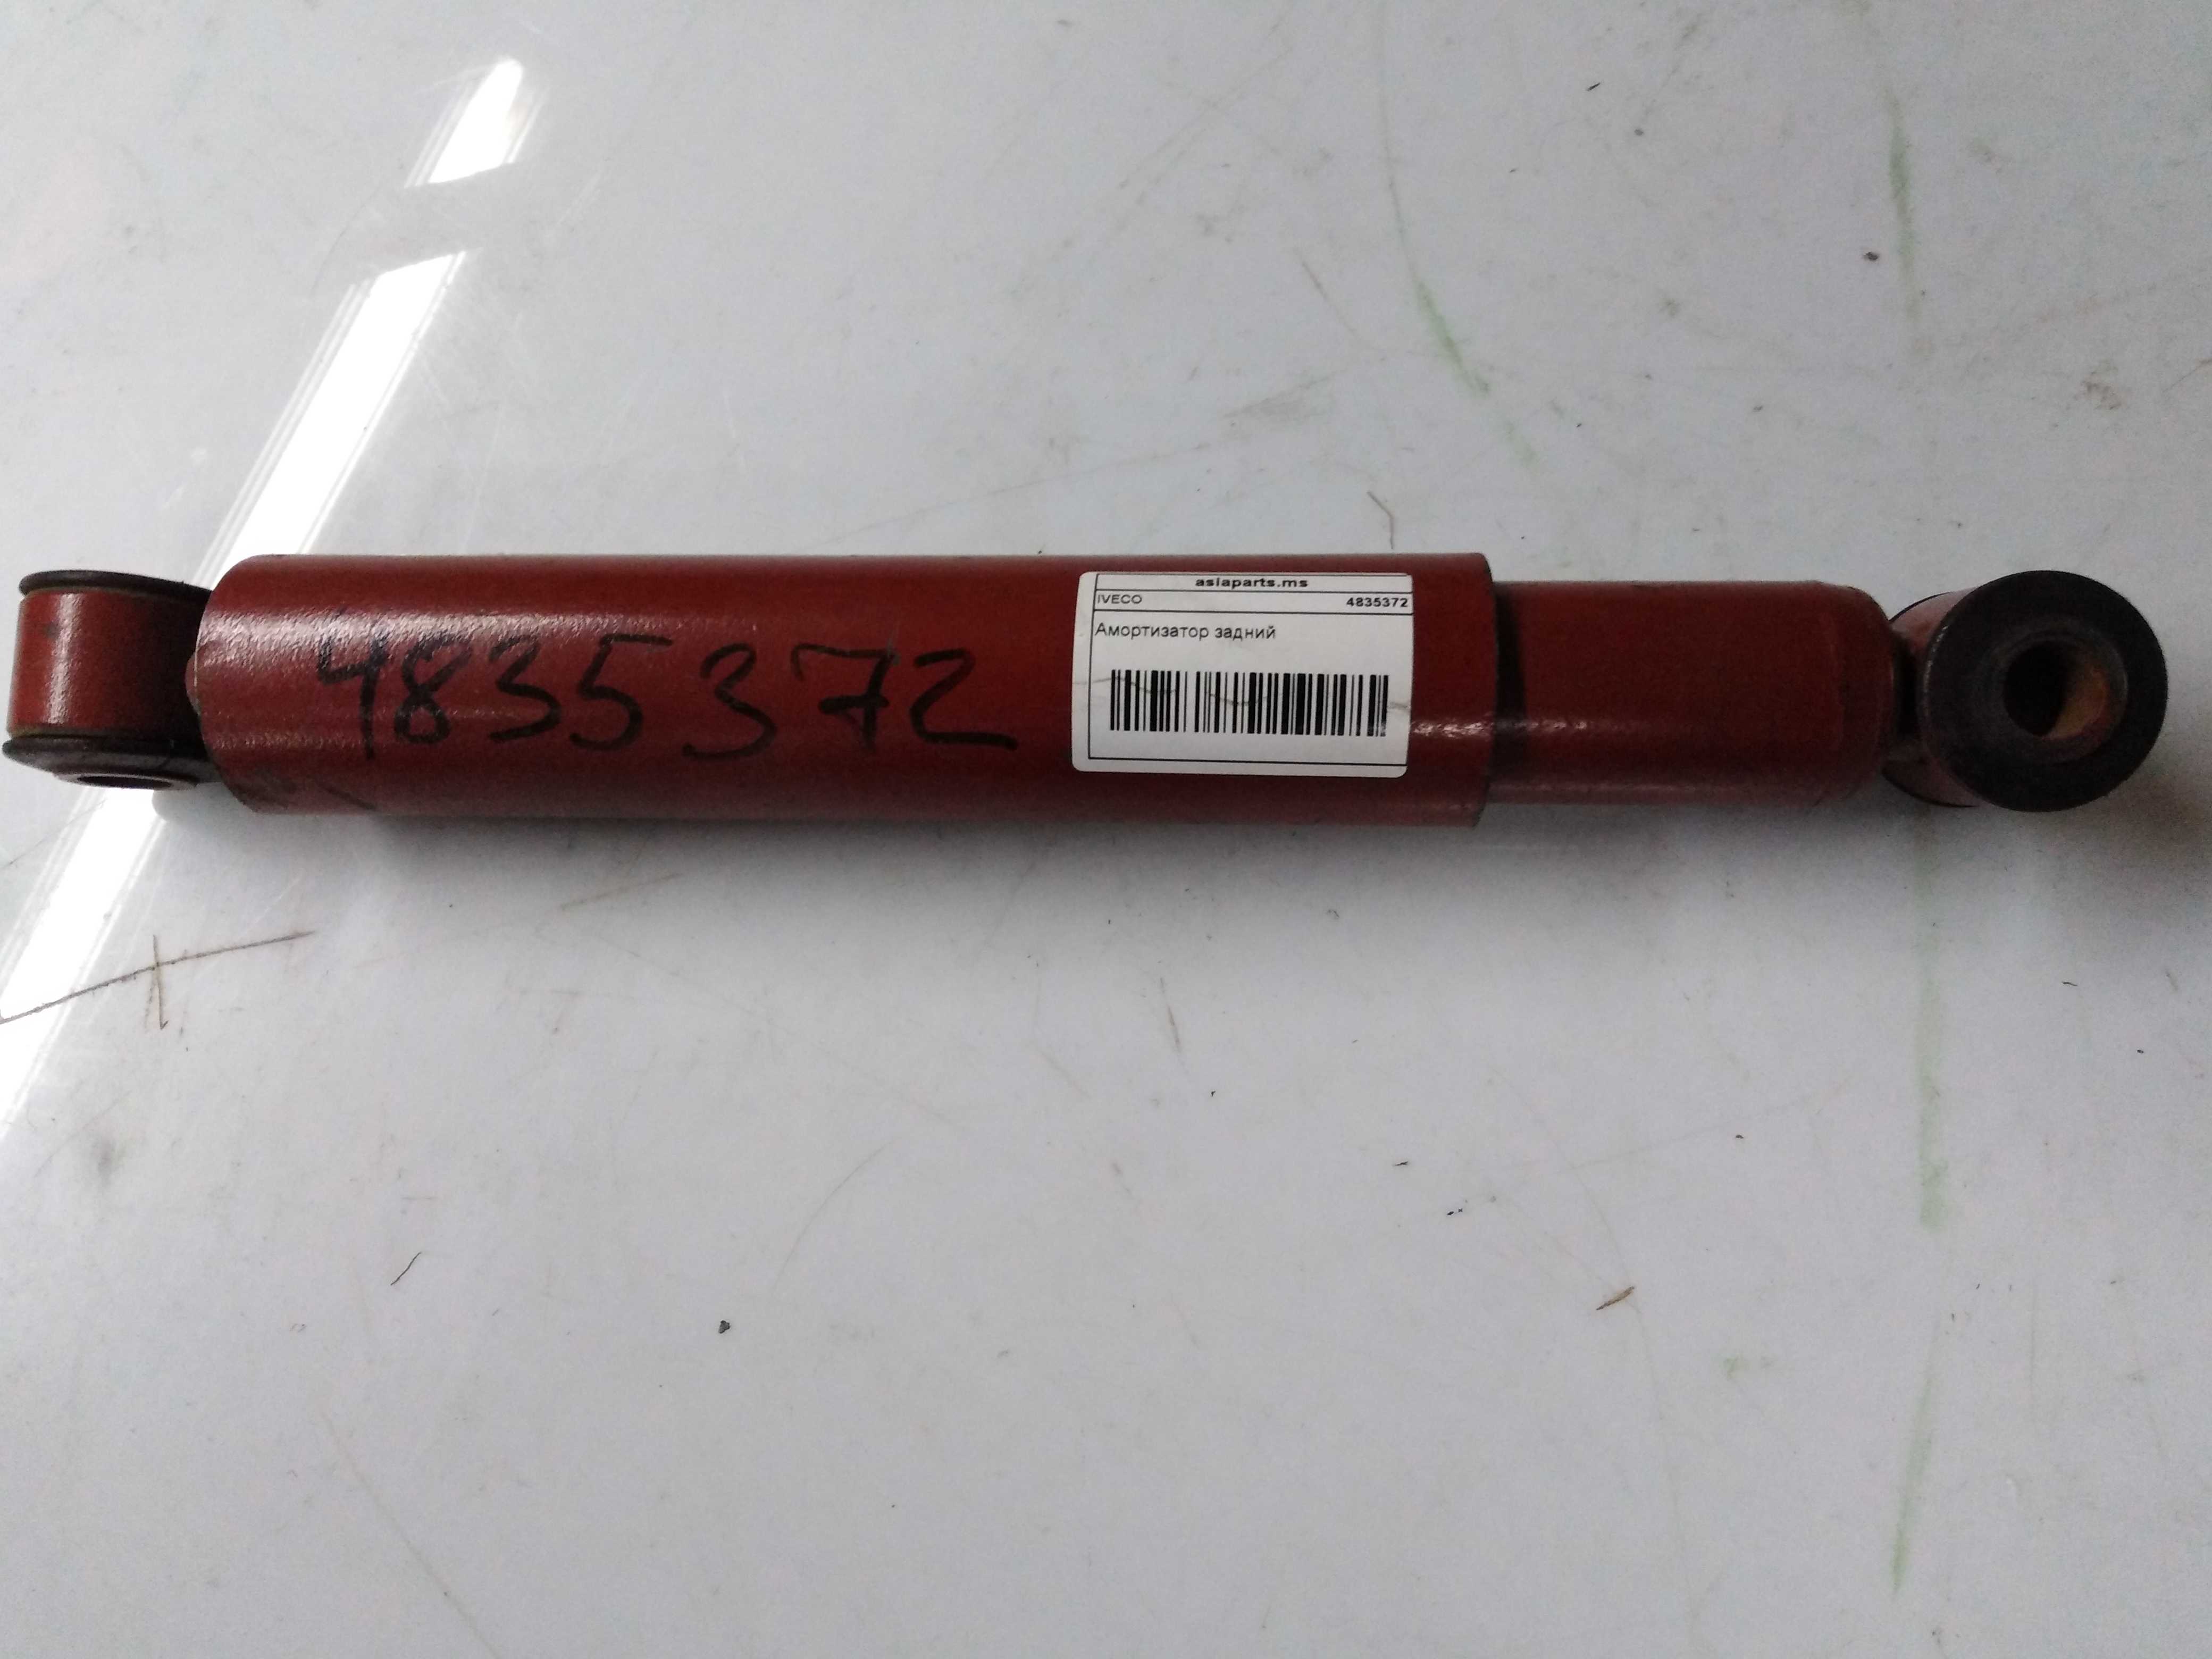 4835372
asiaparts.ms
IVECO 4835372
Амортизатор задний